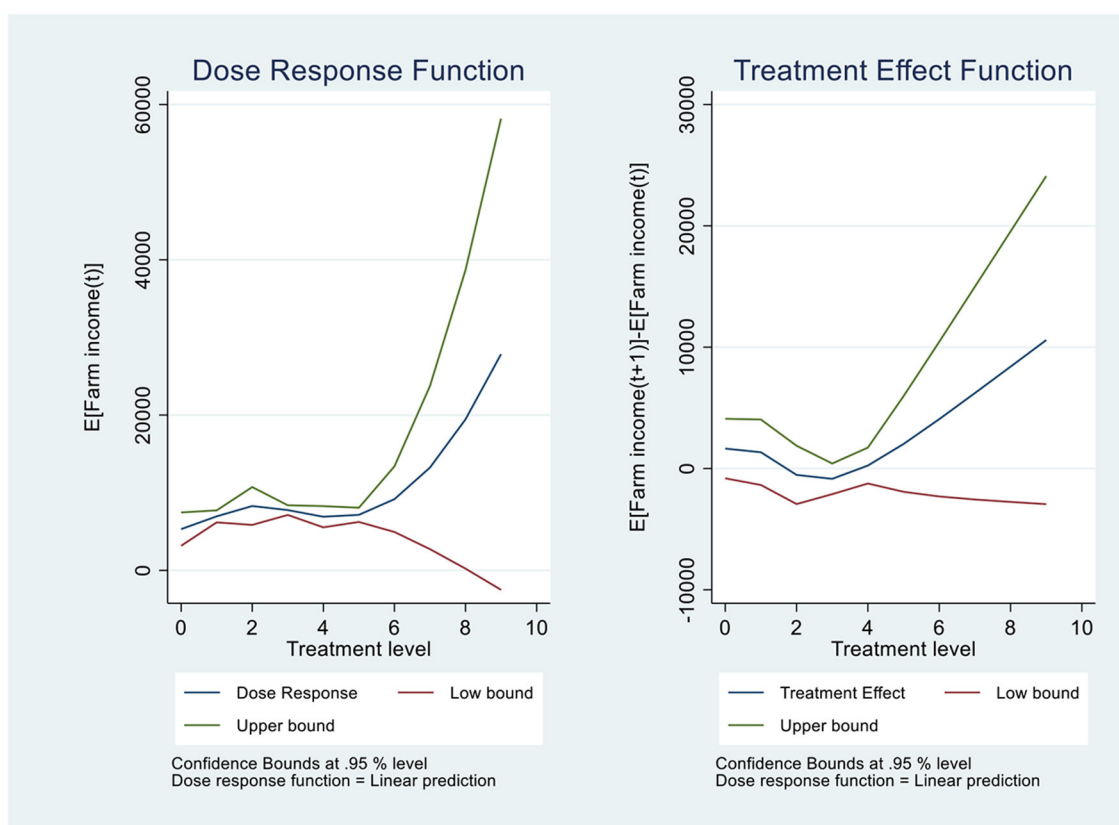 Dose Response Function
E[Farm income(t)]
60000
40000
20000
0
0 2 4 6 8 10
Treatment level
Dose Response Low bound
Upper bound
Confidence Bounds at .95 % level
Dose response function = Linear prediction
Treatment Effect Function
E[Farm income(t+1)]-E[Farm income(t)]
30000
20000
10000
0
-10000
0 2 4 6 8 10
Treatment level
Treatment Effect Low bound
Upper bound
Confidence Bounds at .95 % level
Dose response function = Linear prediction